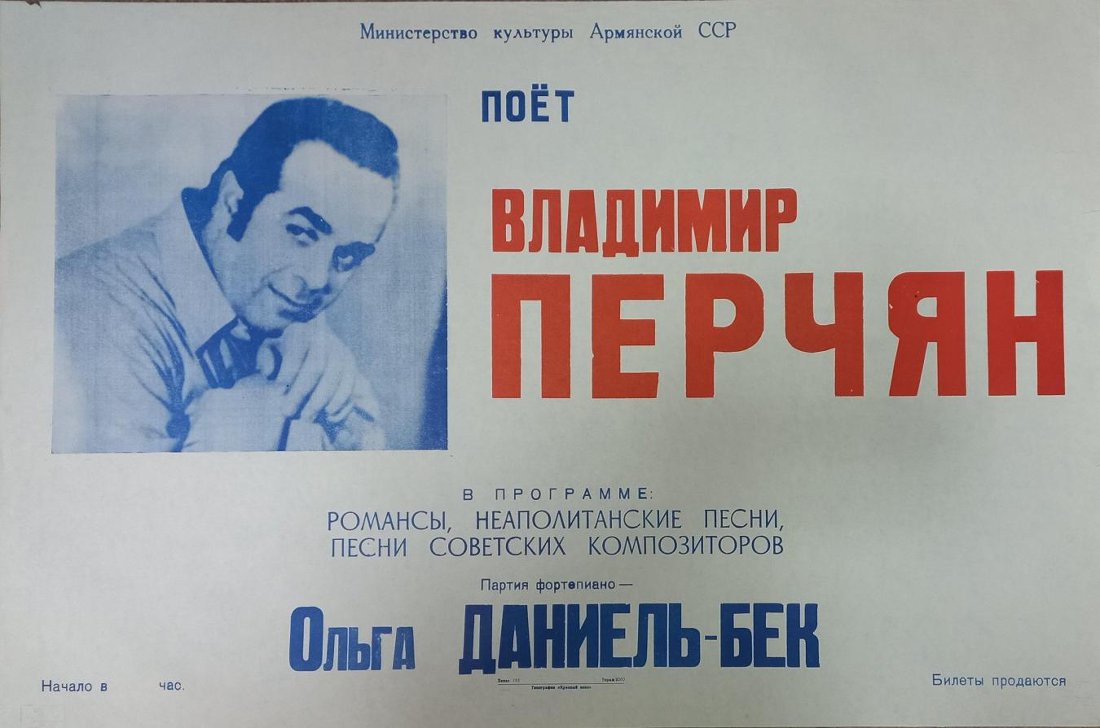 Министерство культуры Армянской ССР
ПОЁТ
ВЛАДИМИР
ПЕРЧЯН
В ПРОГРАММЕ:
РОМАНСЫ, НЕАПОЛИТАНСКИЕ ПЕСНИ,
ПЕСНИ СОВЕТСКИХ КОМПОЗИТОРОВ
Партия фортепиано —
Ольга ДАНИЕЛЬ-БЕК
Начало в час.
Билеты продаются